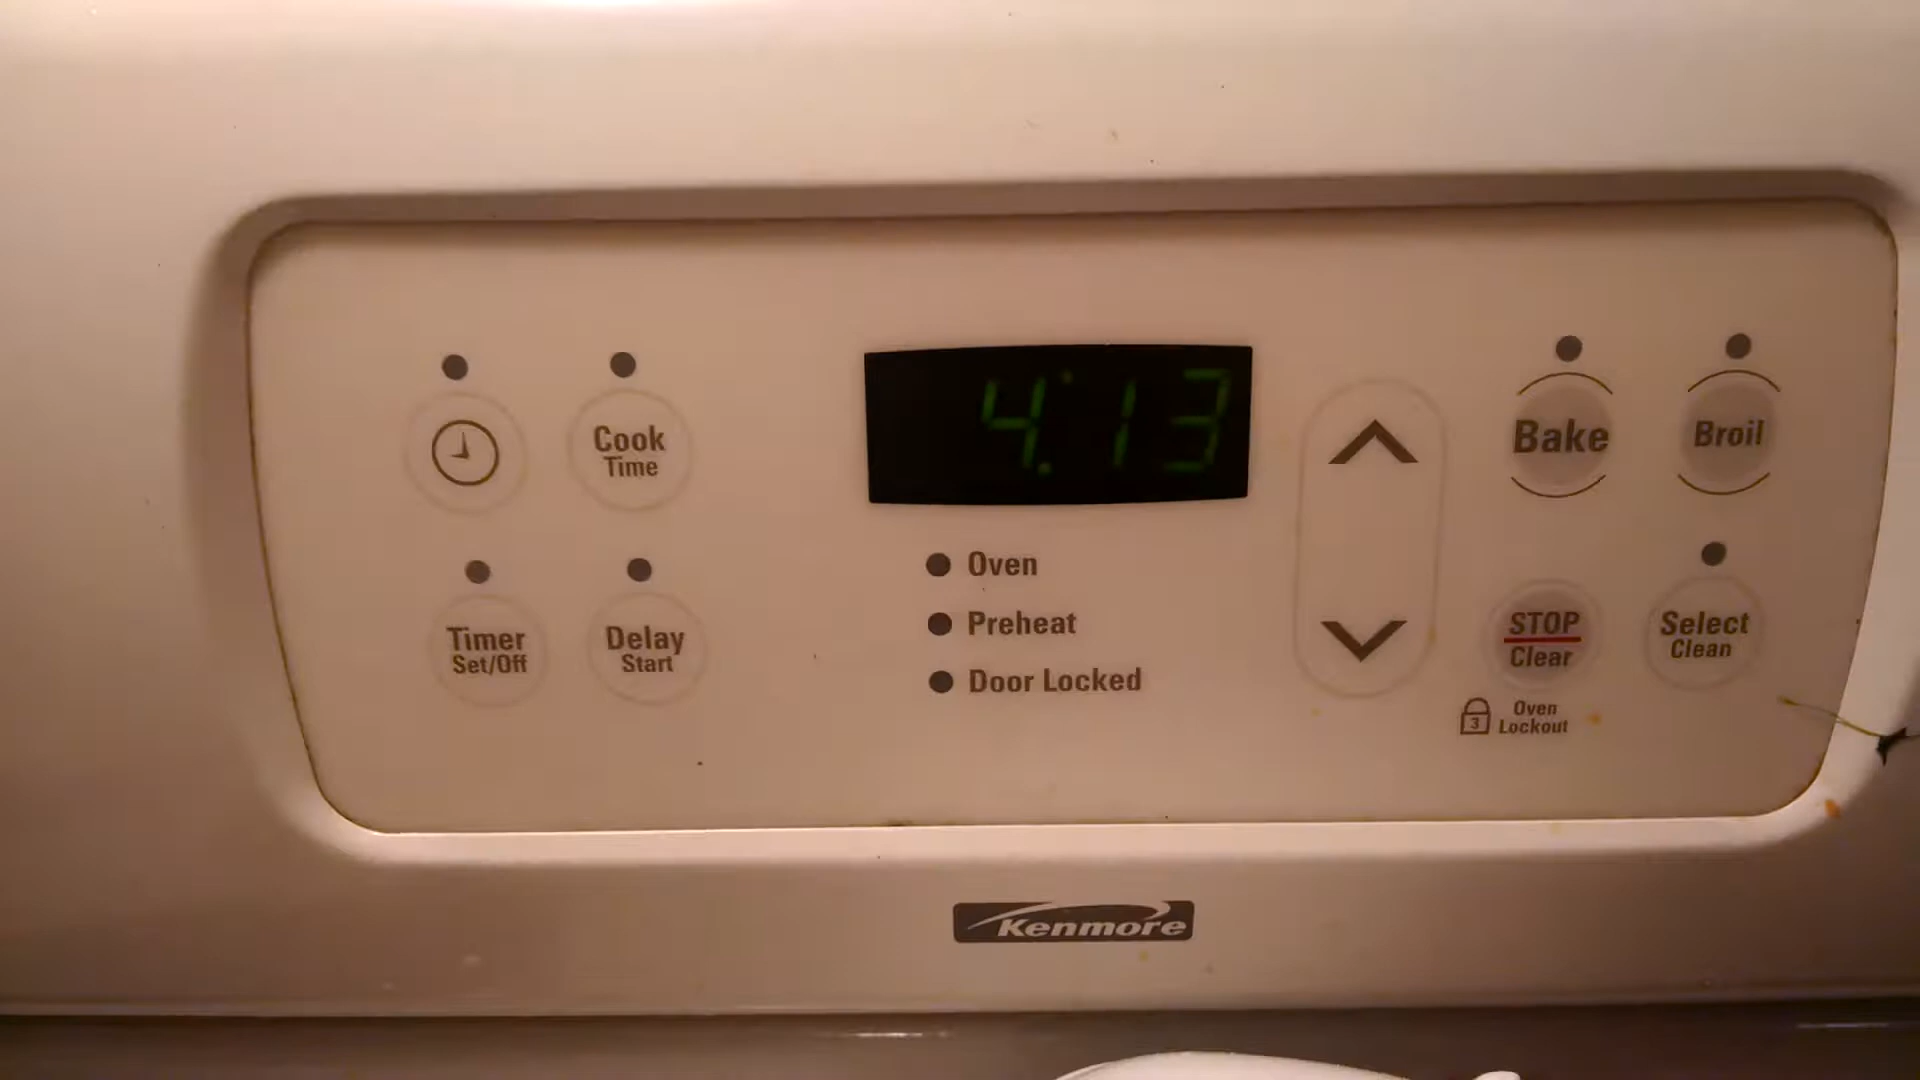 4:13
Cook
Time
Bake
Broil
Oven
Preheat
Door Locked
Timer
Set/Off
Delay
Start
STOP
Clear
Select
Clean
3
Oven
Lockout
Kenmore